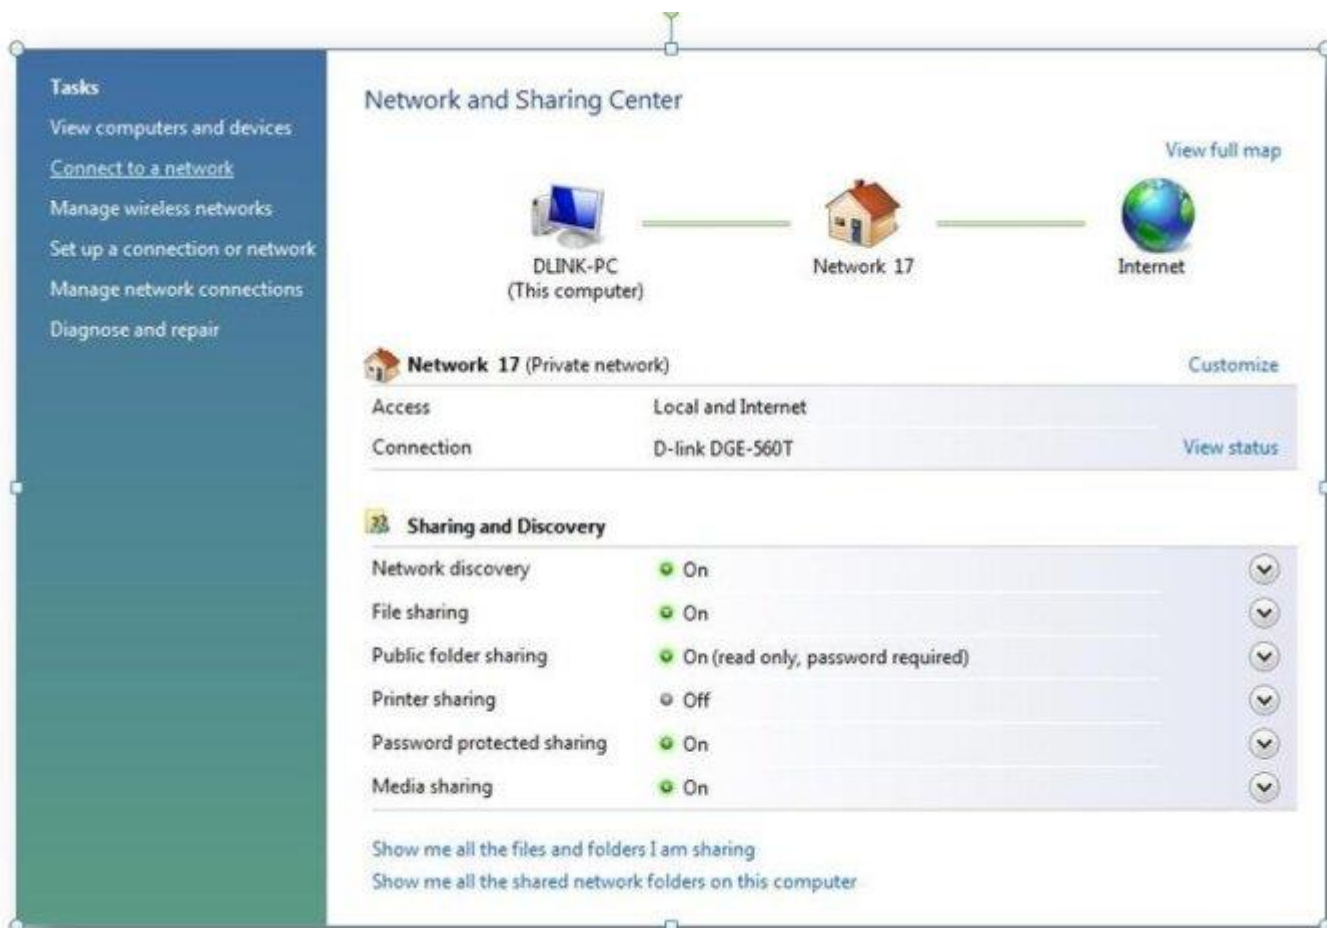 Tasks
View computers and devices
Connect to a network
Manage wireless networks
Set up a connection or network
Manage network connections
Diagnose and repair
Network and Sharing Center
View full map
DLINK-PC
(This computer)
Network 17
Internet
Network 17 (Private network)
Customize
Access Local and Internet
Connection D-link DGE-560T View status
Sharing and Discovery
Network discovery On
File sharing On
Public folder sharing On (read only, password required)
Printer sharing Off
Password protected sharing On
Media sharing On
Show me all the files and folders I am sharing
Show me all the shared network folders on this computer